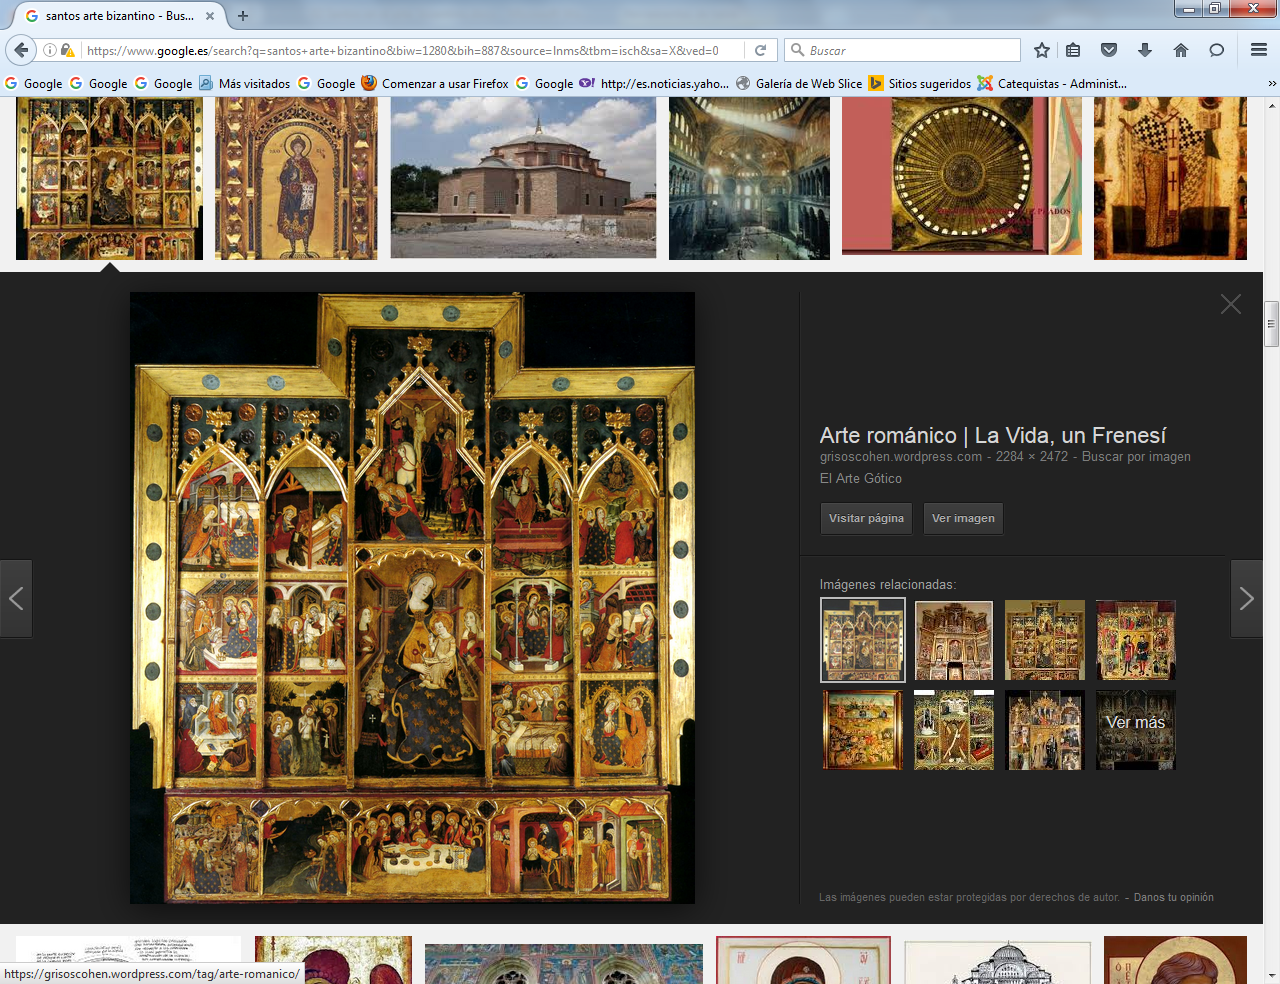 santos arte bizantino - Bus...
https://www.google.es/search?q=santos+arte+bizantino&biw=1280&bih=887&source=lnms&tbm=isch&sa=X&ved=0
Buscar
Google
Google
Google
Más visitados
Google
Comenzar a usar Firefox
Google
http://es.noticias.yaho...
Galería de Web Slice
Sitios sugeridos
Catequistas - Administ...
Arte románico | La Vida, un Frenesí
grisoscohen.wordpress.com - 2284 × 2472 - Buscar por imagen
El Arte Gótico
Visitar página
Ver imagen
Imágenes relacionadas:
Ver más
Las imágenes pueden estar protegidas por derechos de autor. - Danos tu opinión
https://grisoscohen.wordpress.com/tag/arte-romanico/